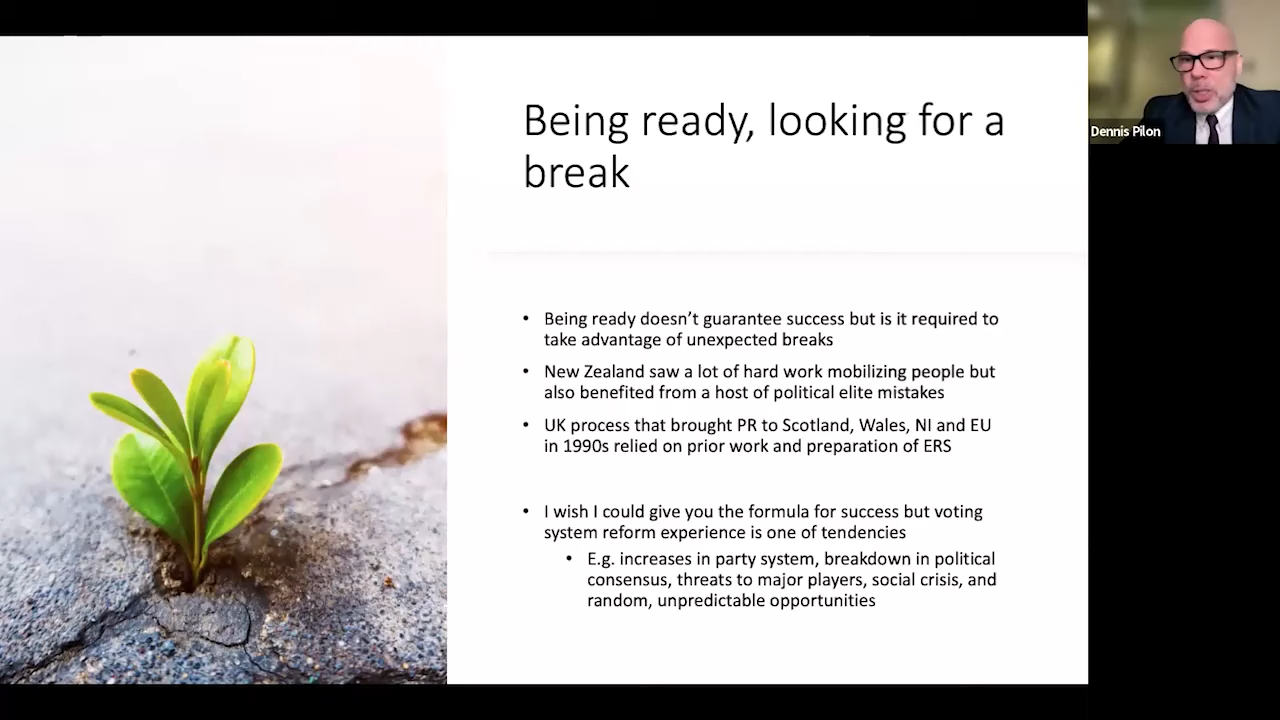 Being ready, looking for a
break
Dennis Pilon
• Being ready doesn't guarantee success but is it required to
take advantage of unexpected breaks
• New Zealand saw a lot of hard work mobilizing people but
also benefited from a host of political elite mistakes
• UK process that brought PR to Scotland, Wales, NI and EU
in 1990s relied on prior work and preparation of ERS
• I wish I could give you the formula for success but voting
system reform experience is one of tendencies
• E.g. increases in party system, breakdown in political
consensus, threats to major players, social crisis, and
random, unpredictable opportunities